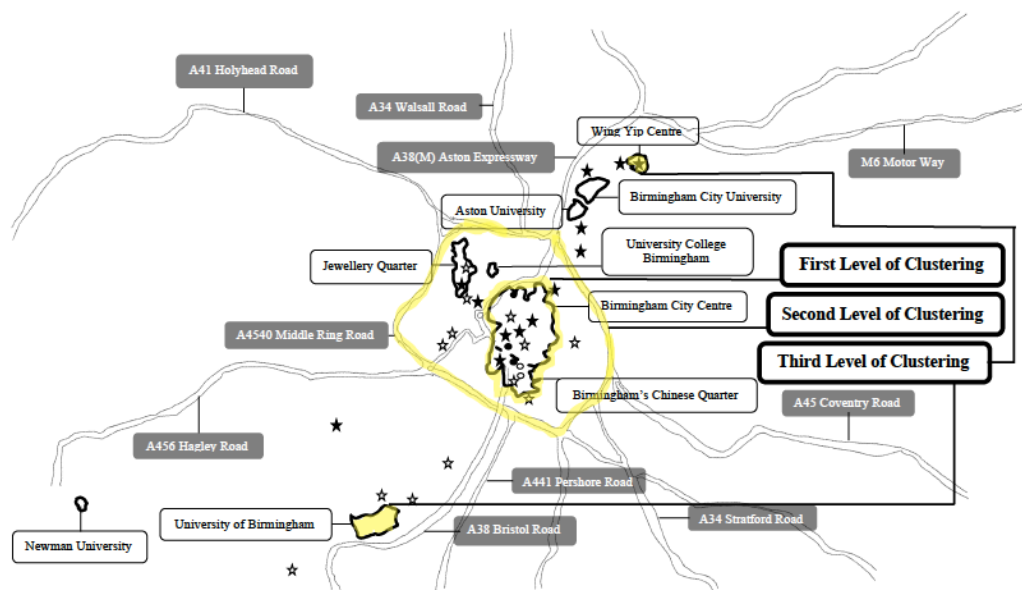 A41 Holyhead Road
A34 Walsall Road
Wing Yip Centre
A38(M) Aston Expressway
M6 Motor Way
Birmingham City University
Aston University
University College
Birmingham
Jewellery Quarter
First Level of Clustering
Birmingham City Centre
Second Level of Clustering
A4540 Middle Ring Road
Third Level of Clustering
Birmingham's Chinese Quarter
A45 Coventry Road
A456 Hagley Road
A441 Pershore Road
University of Birmingham
A38 Bristol Road
A34 Stratford Road
Newman University